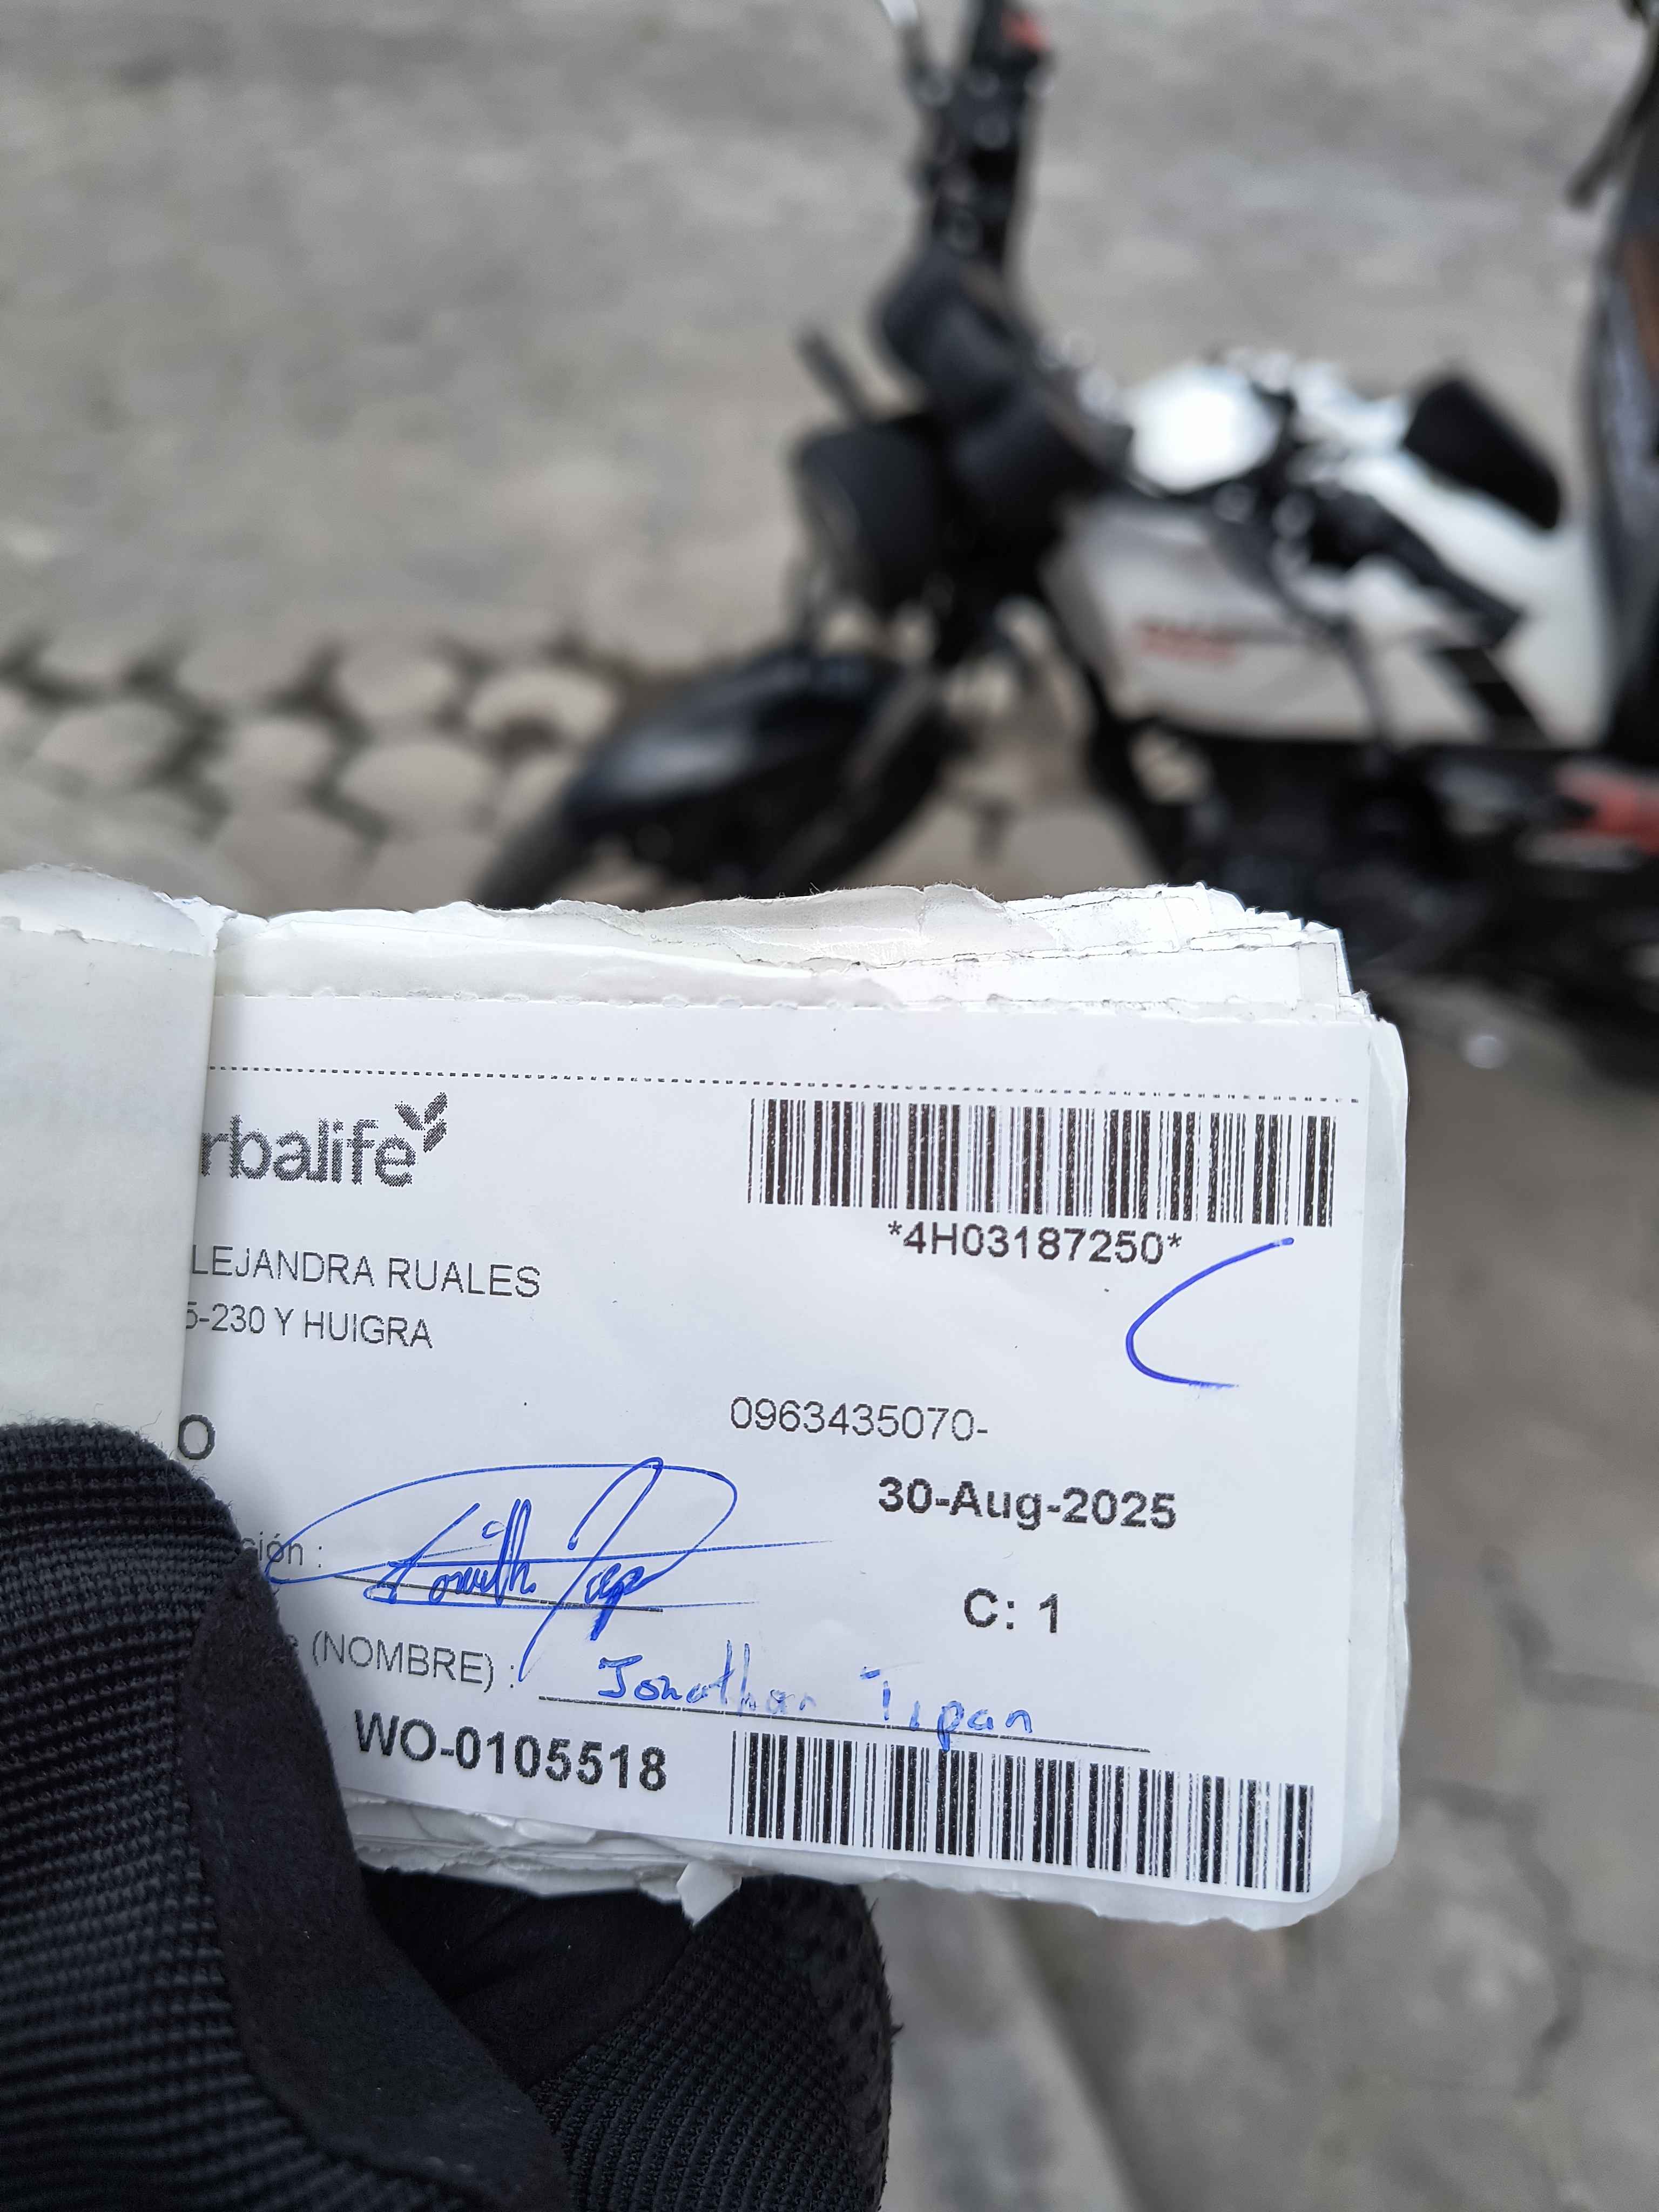 rbalife
*4H03187250*
LEJANDRA RUALES
5-230 Y HUIGRA
0963435070-
O
30-Aug-2025
ción :
C: 1
(NOMBRE) : Jonathan Tipan
WO-0105518